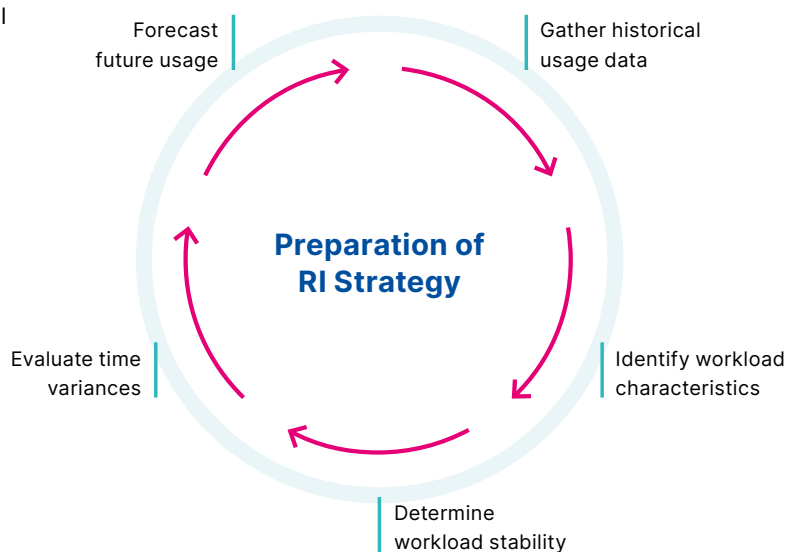 l
Forecast
future usage
Gather historical
usage data
Preparation of
RI Strategy
Evaluate time
variances
Identify workload
characteristics
Determine
workload stability